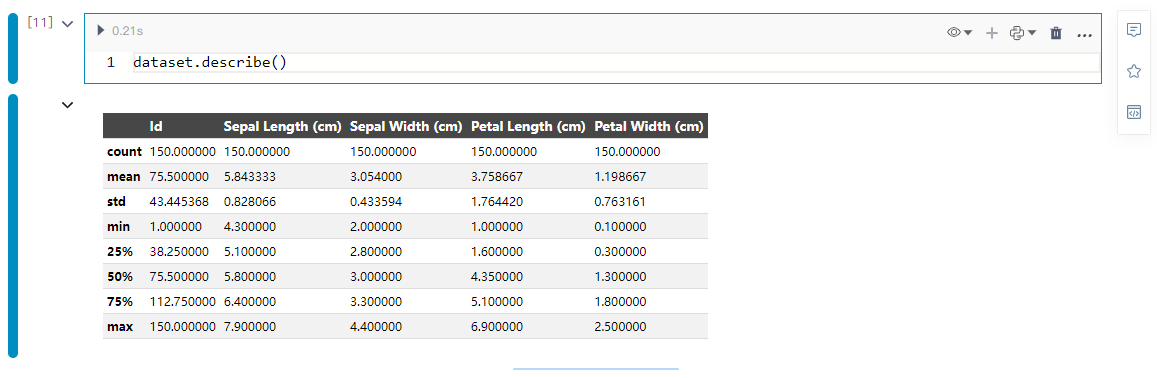 [11]
0.21s
...
1 dataset.describe()
Id Sepal Length (cm) Sepal Width (cm) Petal Length (cm) Petal Width (cm)
count 150.000000 150.000000 150.000000 150.000000 150.000000
mean 75.500000 5.843333 3.054000 3.758667 1.198667
std 43.445368 0.828066 0.433594 1.764420 0.763161
min 1.000000 4.300000 2.000000 1.000000 0.100000
25% 38.250000 5.100000 2.800000 1.600000 0.300000
50% 75.500000 5.800000 3.000000 4.350000 1.300000
75% 112.750000 6.400000 3.300000 5.100000 1.800000
max 150.000000 7.900000 4.400000 6.900000 2.500000